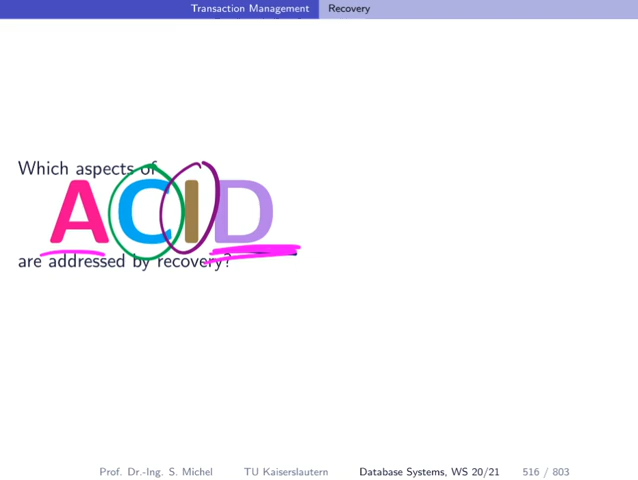 Transaction Management Recovery
Which aspects of
ACID
are addressed by recovery?
Prof. Dr.-Ing. S. Michel TU Kaiserslautern Database Systems, WS 20/21 516 / 803